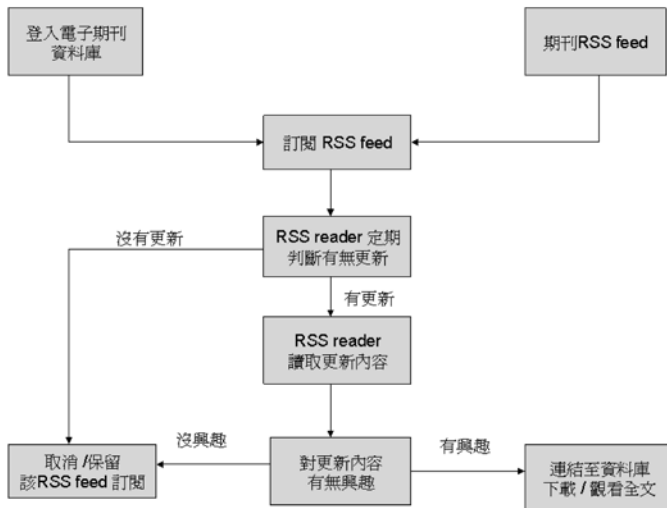 登入電子期刊
資料庫
期刊RSS feed
訂閱 RSS feed
沒有更新
RSS reader 定期
判斷有無更新
有更新
RSS reader
讀取更新內容
沒興趣
有興趣
取消 /保留
該RSS feed 訂閱
對更新內容
有無興趣
連結至資料庫
下載 / 觀看全文